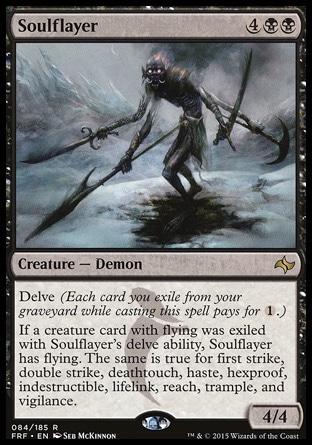 Soulflayer 4
Creature — Demon
Delve (Each card you exile from your
graveyard while casting this spell pays for 1.)
If a creature card with flying was exiled
with Soulflayer's delve ability, Soulflayer
has flying. The same is true for first strike,
double strike, deathtouch, haste, hexproof,
indestructible, lifelink, reach, trample, and
vigilance.
4/4
084/185 R
FRF • EN Seb McKinnon
™ & © 2015 Wizards of the Coast